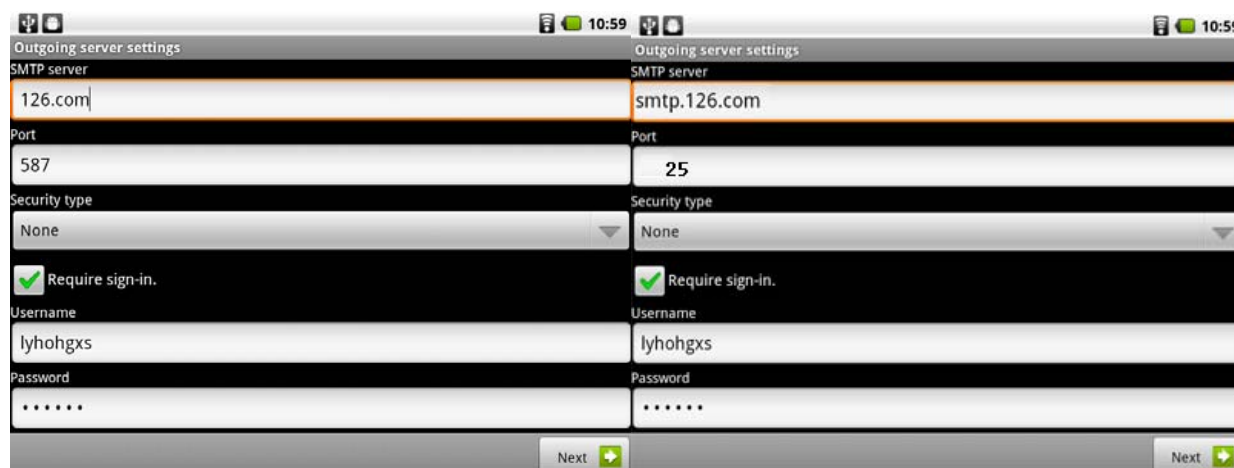 10:59
Outgoing server settings
SMTP server
126.com
Port
587
Security type
None
Require sign-in.
Username
lyhohgxs
Password
••••••
Next
10:59
Outgoing server settings
SMTP server
smtp.126.com
Port
25
Security type
None
Require sign-in.
Username
lyhohgxs
Password
••••••
Next